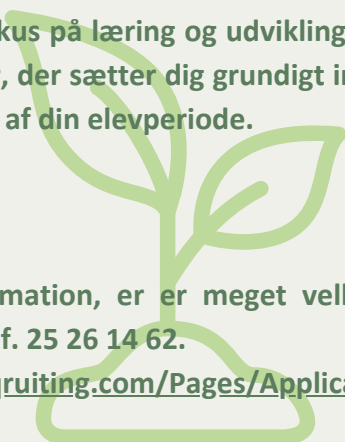 kus på læring og udvikling
, der sætter dig grundigt i
af din elevperiode.
mation, er er meget vel
f. 25 26 14 62.
ruiting.com/Pages/Applica